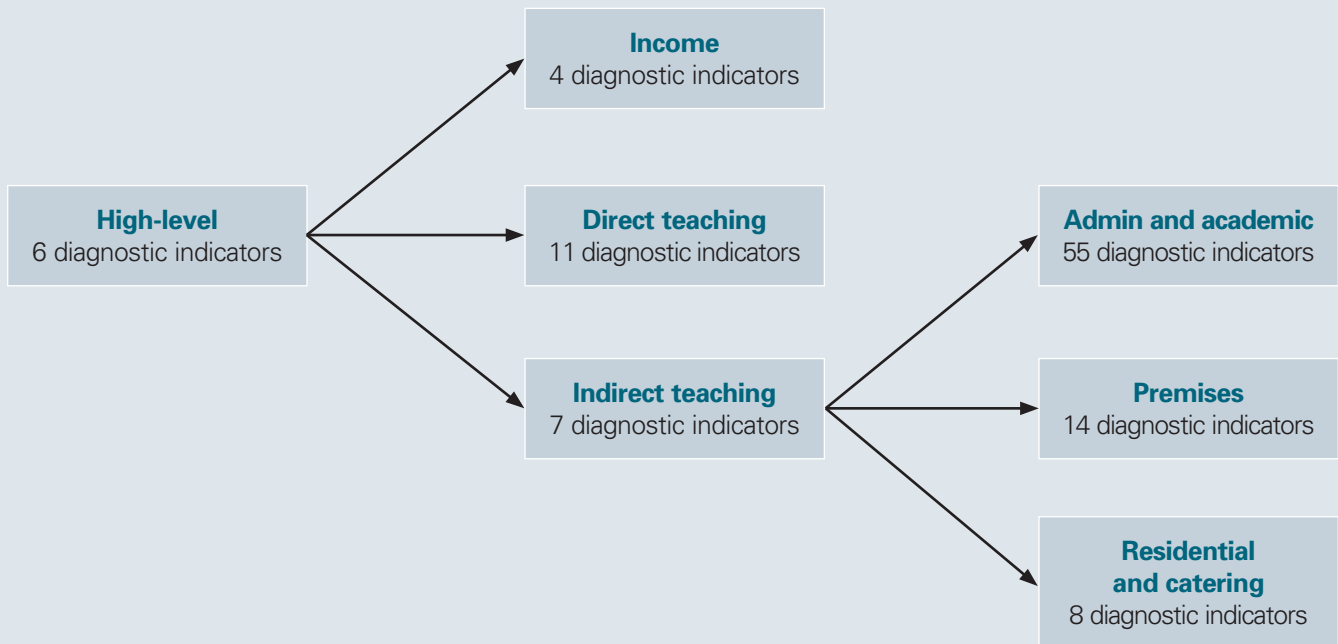 Income
4 diagnostic indicators
High-level
6 diagnostic indicators
Direct teaching
11 diagnostic indicators
Admin and academic
55 diagnostic indicators
Indirect teaching
7 diagnostic indicators
Premises
14 diagnostic indicators
Residential
and catering
8 diagnostic indicators